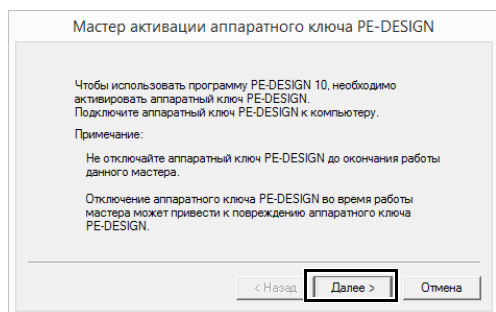 Мастер активации аппаратного ключа PE-DESIGN
Чтобы использовать программу PE-DESIGN 10, необходимо
активировать аппаратный ключ PE-DESIGN.
Подключите аппаратный ключ PE-DESIGN к компьютеру.
Примечание:
Не отключайте аппаратный ключ PE-DESIGN до окончания работы
данного мастера.
Отключение аппаратного ключа PE-DESIGN во время работы
мастера может привести к повреждению аппаратного ключа
PE-DESIGN.
< Назад Далее > Отмена